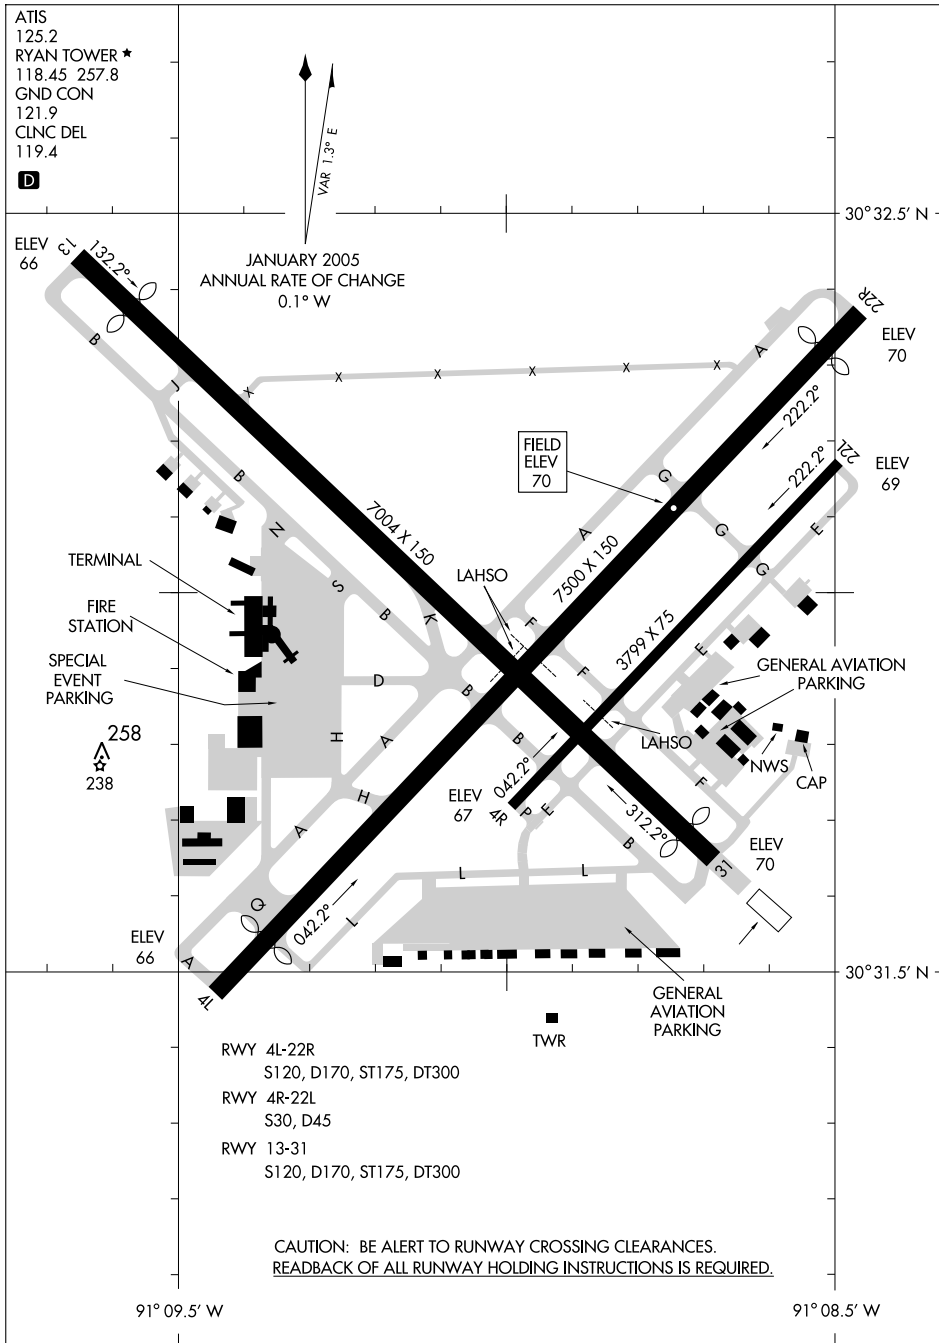 ATIS
125.2
RYAN TOWER ★
118.45 257.8
GND CON
121.9
CLNC DEL
119.4
D
VAR 1.3° E
JANUARY 2005
ANNUAL RATE OF CHANGE
0.1° W
30° 32.5' N
ELEV
66
13
132.2°
22R
ELEV
70
B
J
X
X
X
X
X
X
A
222.2°
FIELD
ELEV
70
222.2°
22L
ELEV
69
G
G
G
E
B
N
7004 X 150
A
7500 X 150
TERMINAL
S
B
K
LAHSO
F
3799 X 75
FIRE
STATION
SPECIAL
EVENT
PARKING
D
B
F
E
GENERAL AVIATION
PARKING
258
238
H
A
B
LAHSO
NWS
CAP
H
042.2°
ELEV
67
4R
P
E
F
312.2°
B
A
ELEV
70
31
L
L
Q
042.2°
L
ELEV
66
A
4L
30° 31.5' N
GENERAL
AVIATION
PARKING
TWR
RWY 4L-22R
S120, D170, ST175, DT300
RWY 4R-22L
S30, D45
RWY 13-31
S120, D170, ST175, DT300
CAUTION: BE ALERT TO RUNWAY CROSSING CLEARANCES.
READBACK OF ALL RUNWAY HOLDING INSTRUCTIONS IS REQUIRED.
91° 09.5' W
91° 08.5' W